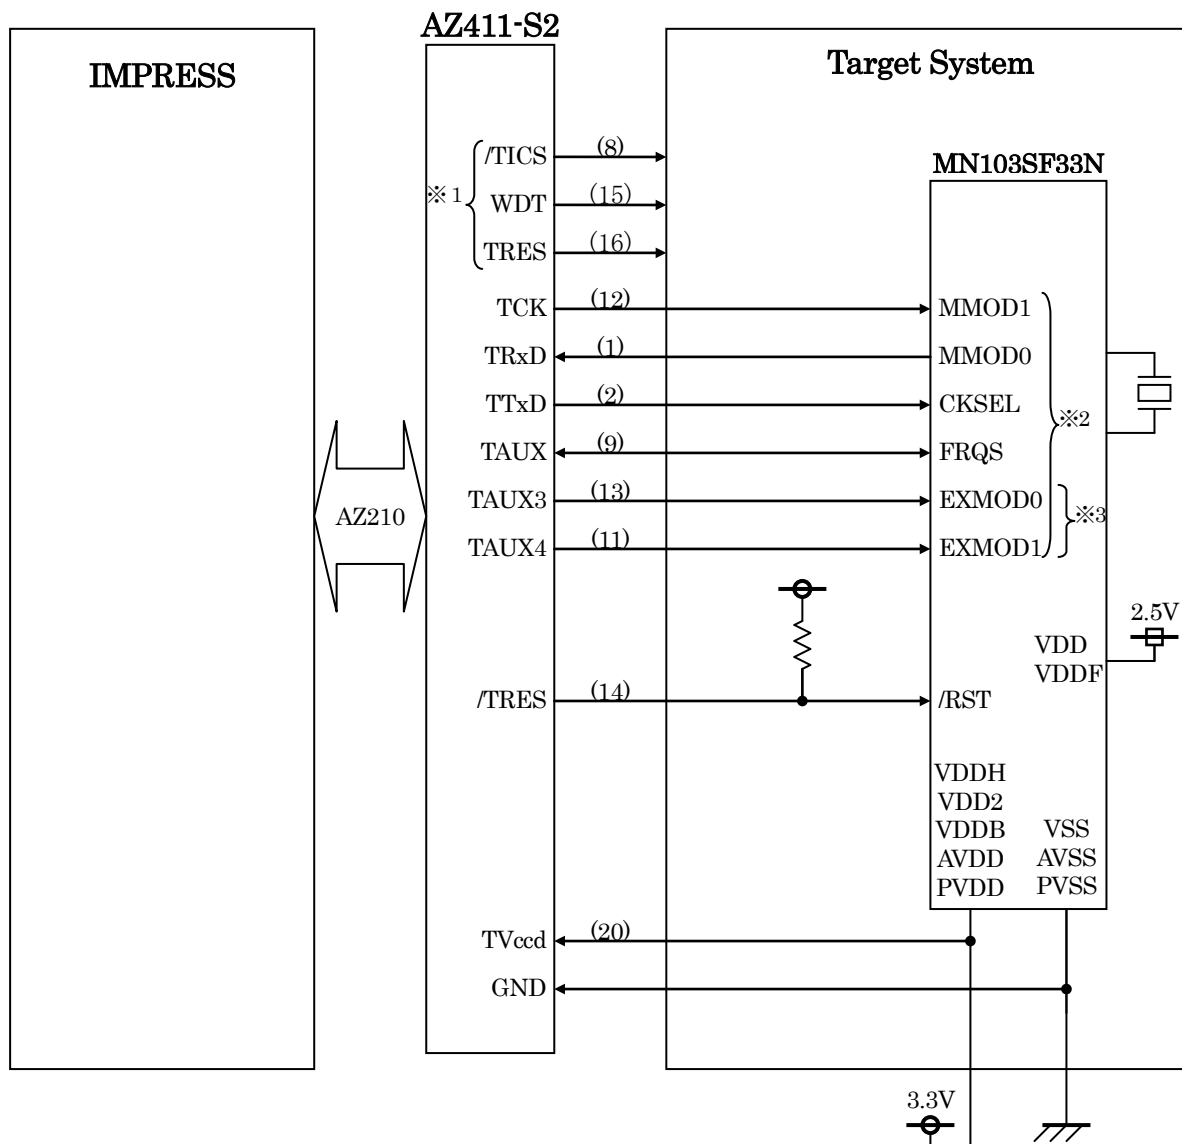 AZ411-S2
IMPRESS
Target System
MN103SF33N
※1
/TICS (8)
WDT (15)
TRES (16)
TCK (12) MMOD1
TRxD (1) MMOD0
TTxD (2) CKSEL
※2
TAUX (9) FRQS
TAUX3 (13) EXMOD0
※3
AZ210
TAUX4 (11) EXMOD1
2.5V
VDD
VDDF
/TRES (14) /RST
VDDH
VDD2
VDDB VSS
AVDD AVSS
PVDD PVSS
TVccd (20)
GND
3.3V